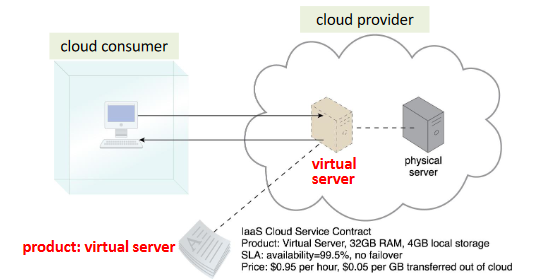 cloud provider
cloud consumer
virtual
server
physical
server
product: virtual server
IaaS Cloud Service Contract
Product: Virtual Server, 32GB RAM, 4GB local storage
SLA: availability=99.5%, no failover
Price: $0.95 per hour, $0.05 per GB transferred out of cloud